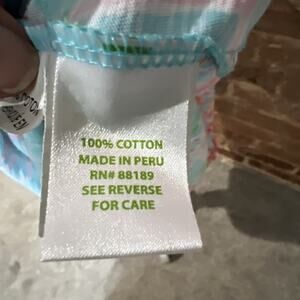 100% COTTON
MADE IN PERU
RN# 88189
SEE REVERSE
FOR CARE